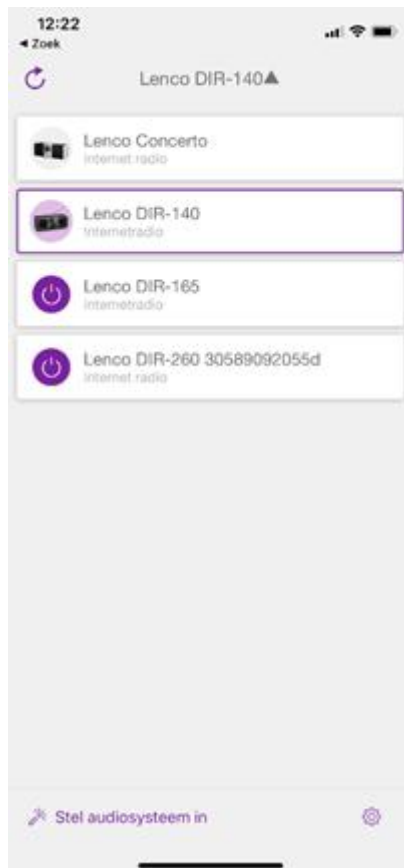 12:22
◀ Zoek
Lenco DIR-140▲
Lenco Concerto
internet radio
Lenco DIR-140
Internetradio
Lenco DIR-165
Internetradio
Lenco DIR-260 30589092055d
internet radio
Stel audiosysteem in